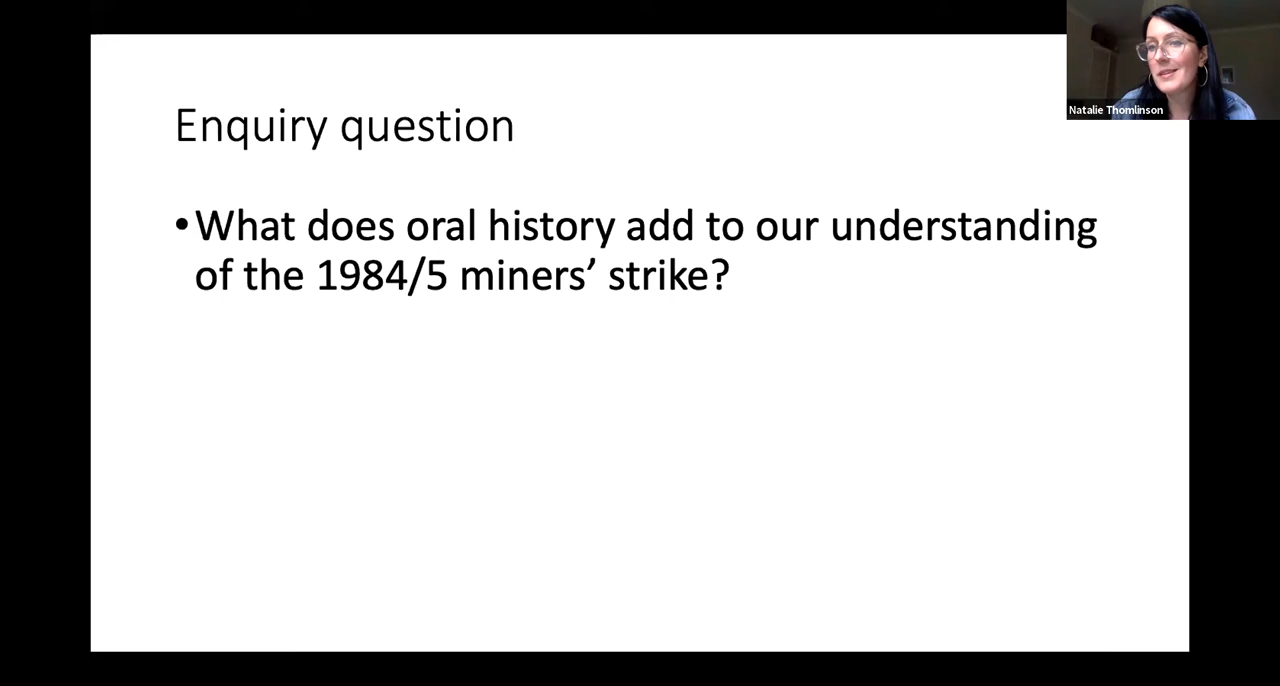 Natalie Thomlinson
Enquiry question
•What does oral history add to our understanding
of the 1984/5 miners’ strike?